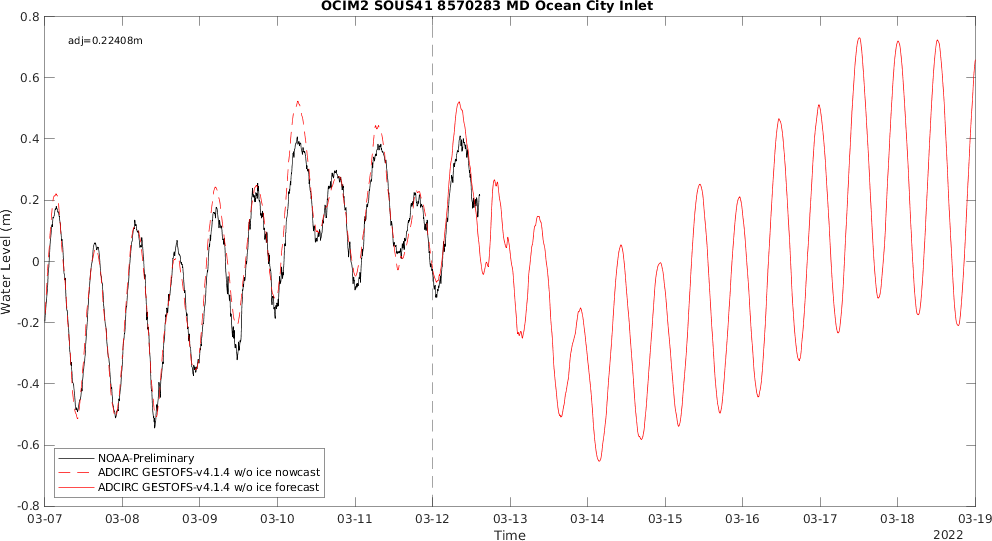 OCIM2 SOUS41 8570283 MD Ocean City Inlet
adj=0.22408m
0.8
0.6
0.4
0.2
0
-0.2
-0.4
-0.6
-0.8
Water Level (m)
NOAA-Preliminary
ADCIRC GESTOFS-v4.1.4 w/o ice nowcast
ADCIRC GESTOFS-v4.1.4 w/o ice forecast
03-07 03-08 03-09 03-10 03-11 03-12 03-13 03-14 03-15 03-16 03-17 03-18 03-19
Time
2022